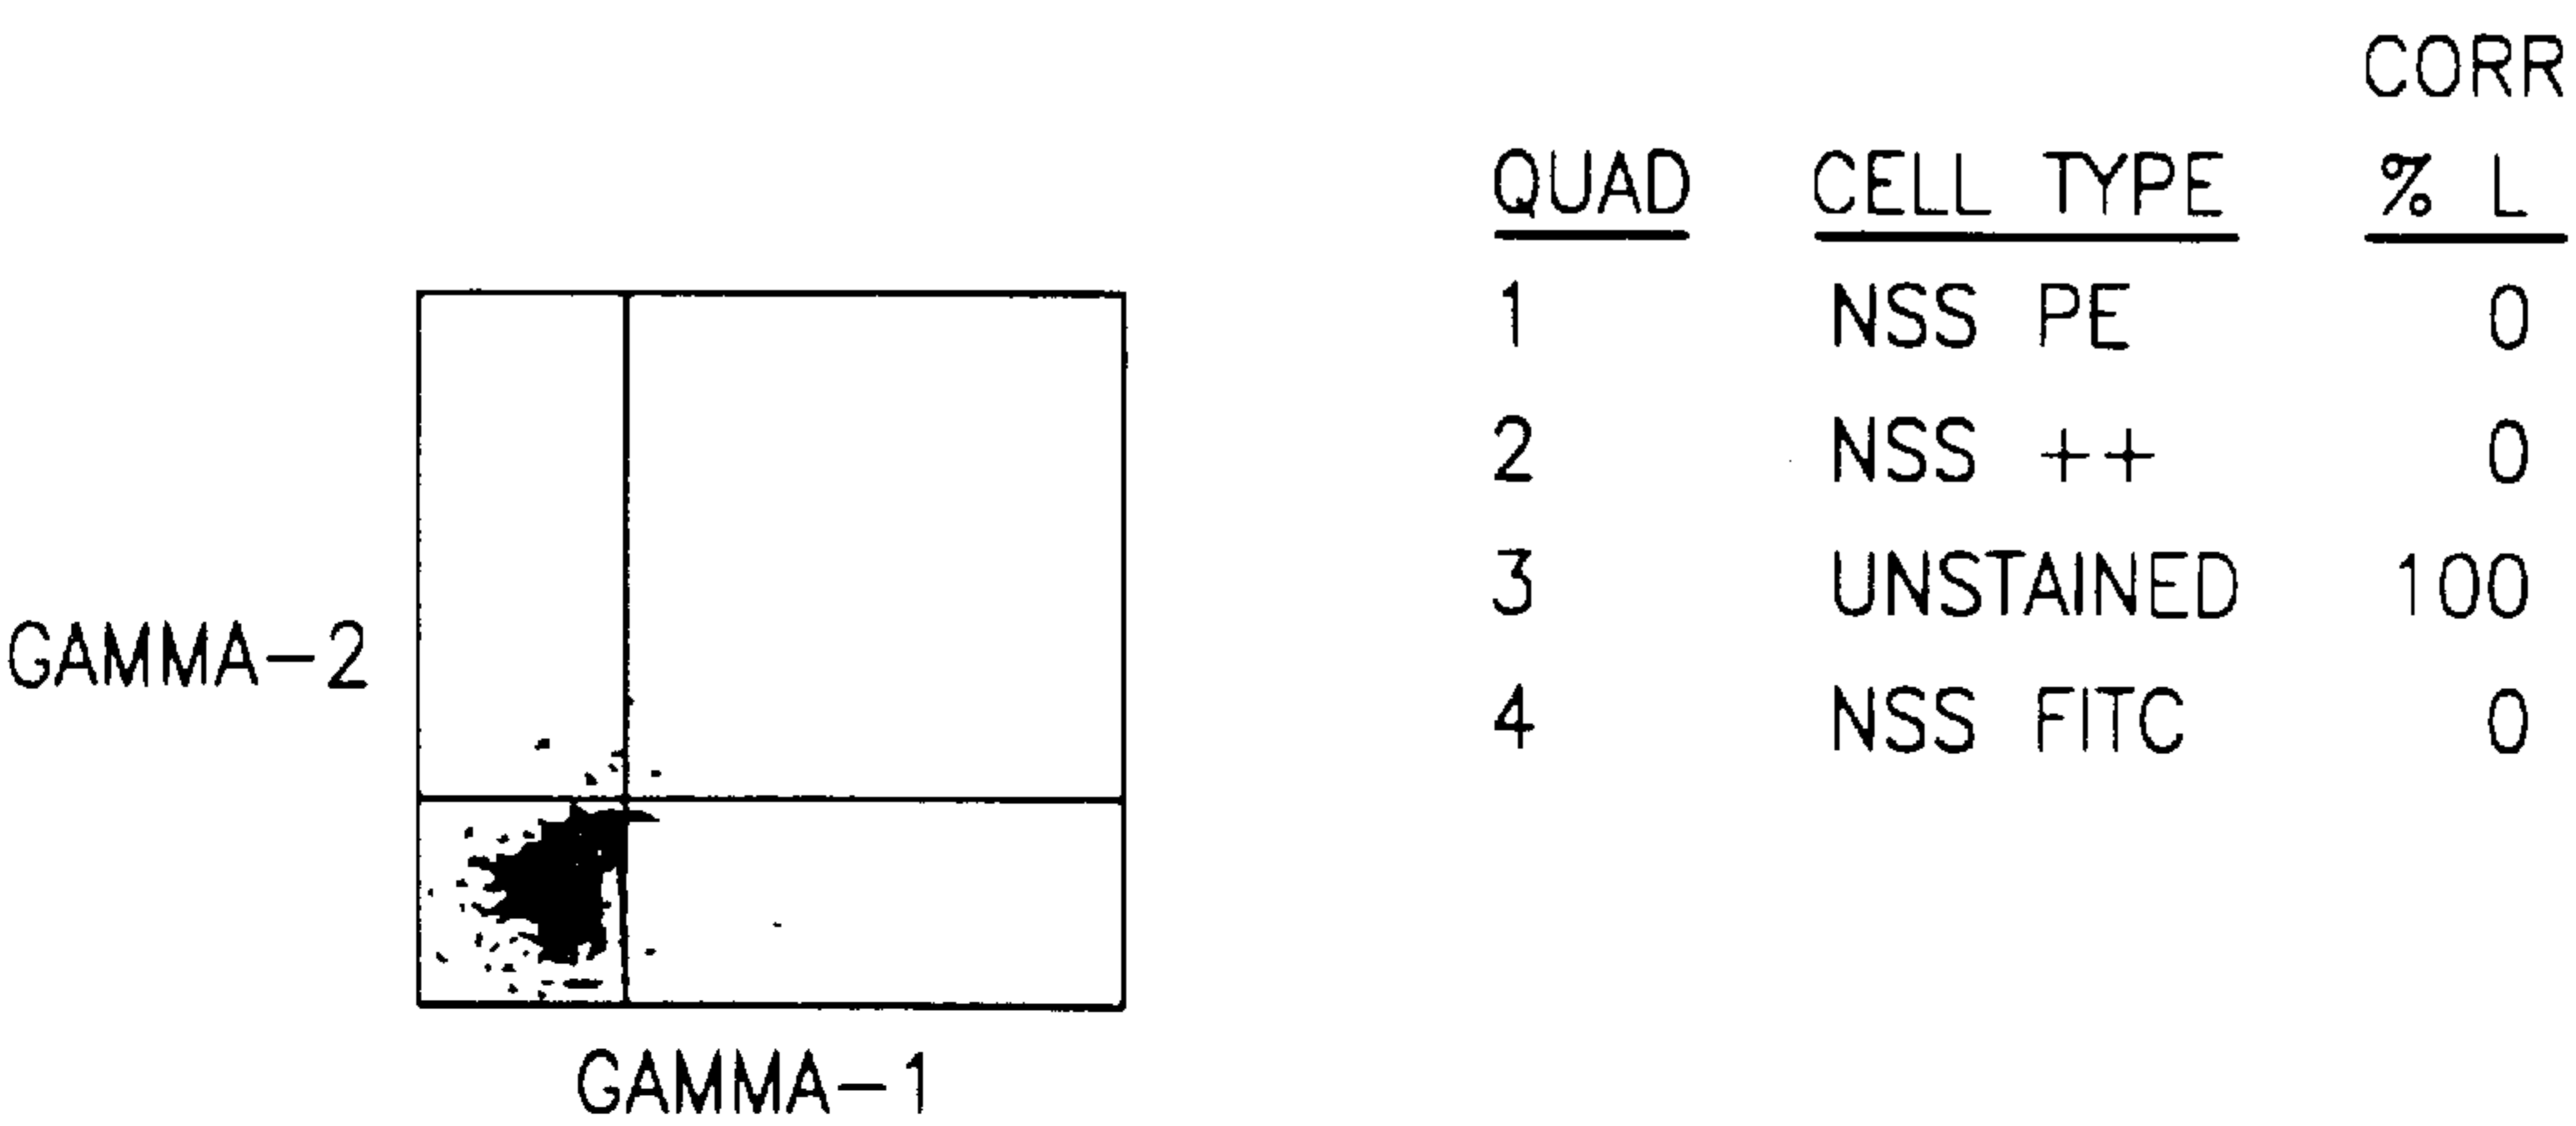 CORR
QUAD CELL TYPE % L
1 NSS PE 0
2 NSS ++ 0
3 UNSTAINED 100
4 NSS FITC 0
GAMMA-2
GAMMA-1